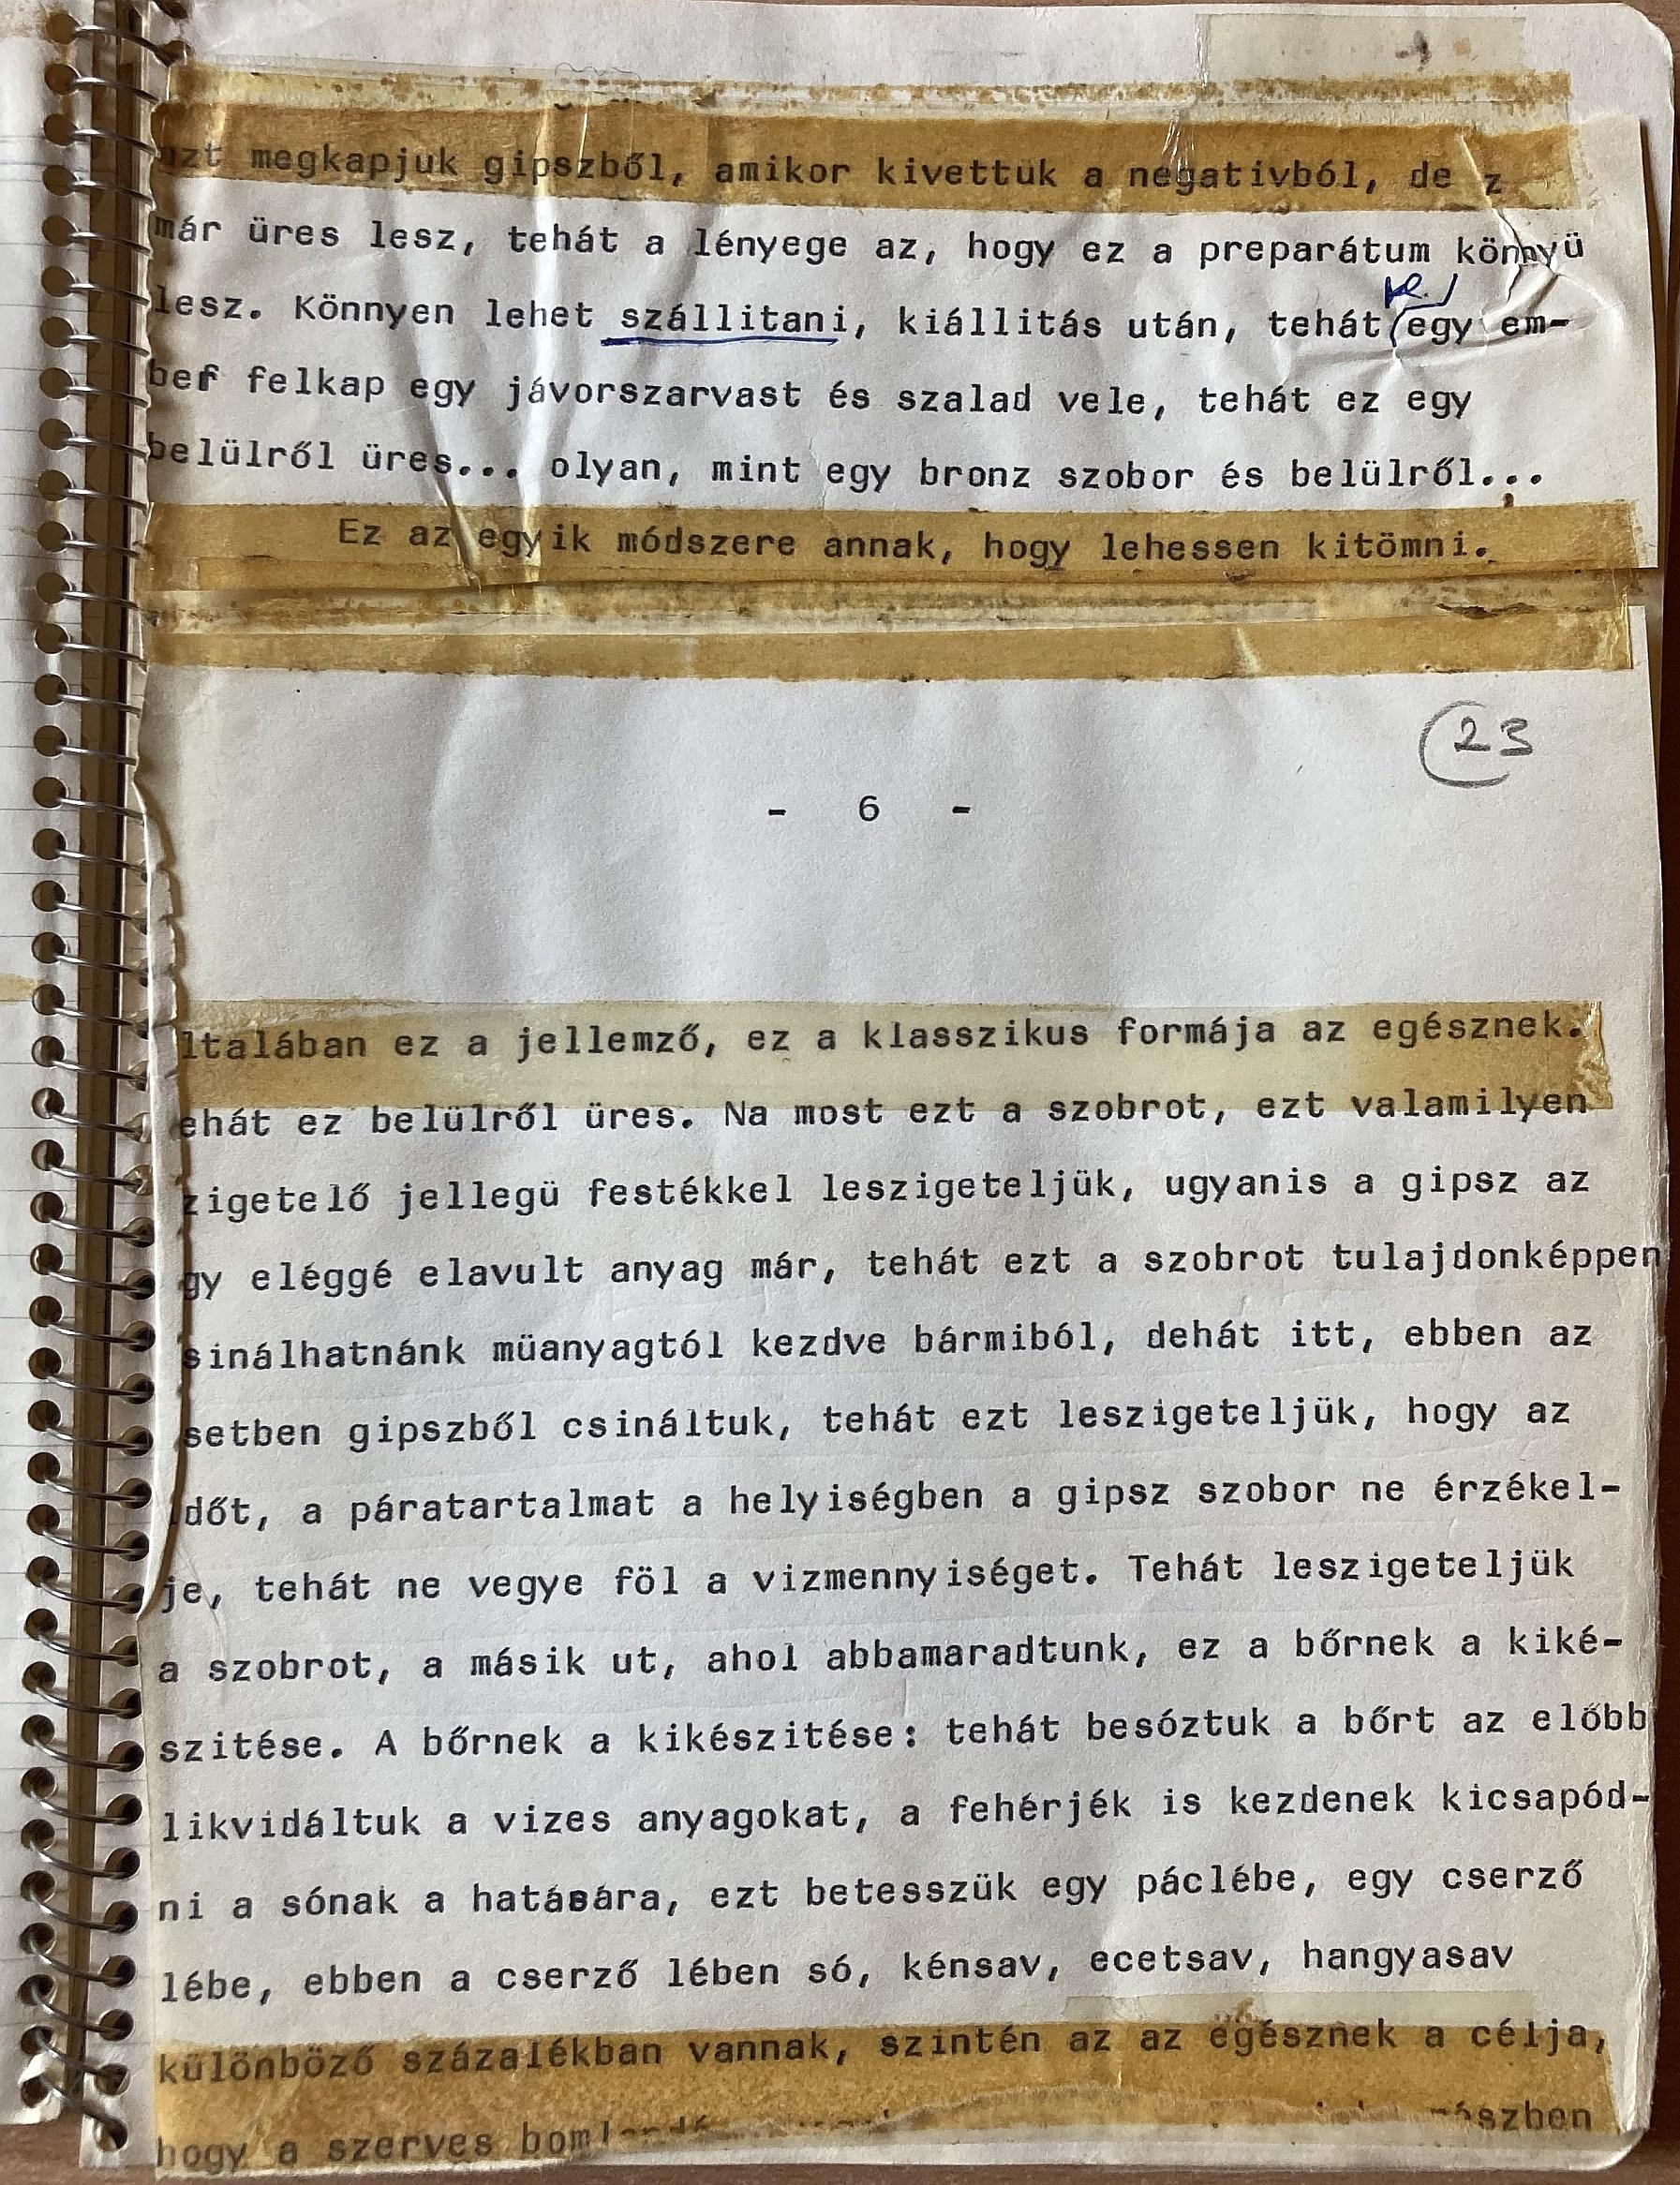 ezt megkapjuk gipszből, amikor kivettük a negativból, de z
már üres lesz, tehát a lényege az, hogy ez a preparátum könnyü
lesz. Könnyen lehet szállitani, kiállitás után, tehát egy em-
ber felkap egy jávorszarvast és szalad vele, tehát ez egy
belülről üres... olyan, mint egy bronz szobor és belülről...
Ez az egyik módszere annak, hogy lehessen kitömni.
23
- 6 -
ltalában ez a jellemző, ez a klasszikus formája az egésznek.
ehát ez belülről üres. Na most ezt a szobrot, ezt valamilyen
zigetelő jellegü festékkel leszigeteljük, ugyanis a gipsz az
gy eléggé elavult anyag már, tehát ezt a szobrot tulajdonképpen
sinálhatnánk müanyagtól kezdve bármiból, dehát itt, ebben az
setben gipszből csináltuk, tehát ezt leszigeteljük, hogy az
dőt, a páratartalmat a helyiségben a gipsz szobor ne érzékel-
je, tehát ne vegye föl a vizmennyiséget. Tehát leszigeteljük
a szobrot, a másik ut, ahol abbamaradtunk, ez a bőrnek a kiké-
szitése. A bőrnek a kikészitése: tehát besóztuk a bőrt az előbb
likvidáltuk a vizes anyagokat, a fehérjék is kezdenek kicsapód-
ni a sónak a hatására, ezt betesszük egy páclébe, egy cserző
lébe, ebben a cserző lében só, kénsav, ecetsav, hangyasav
különböző százalékban vannak, szintén az az egésznek a célja,
hogy a szerves